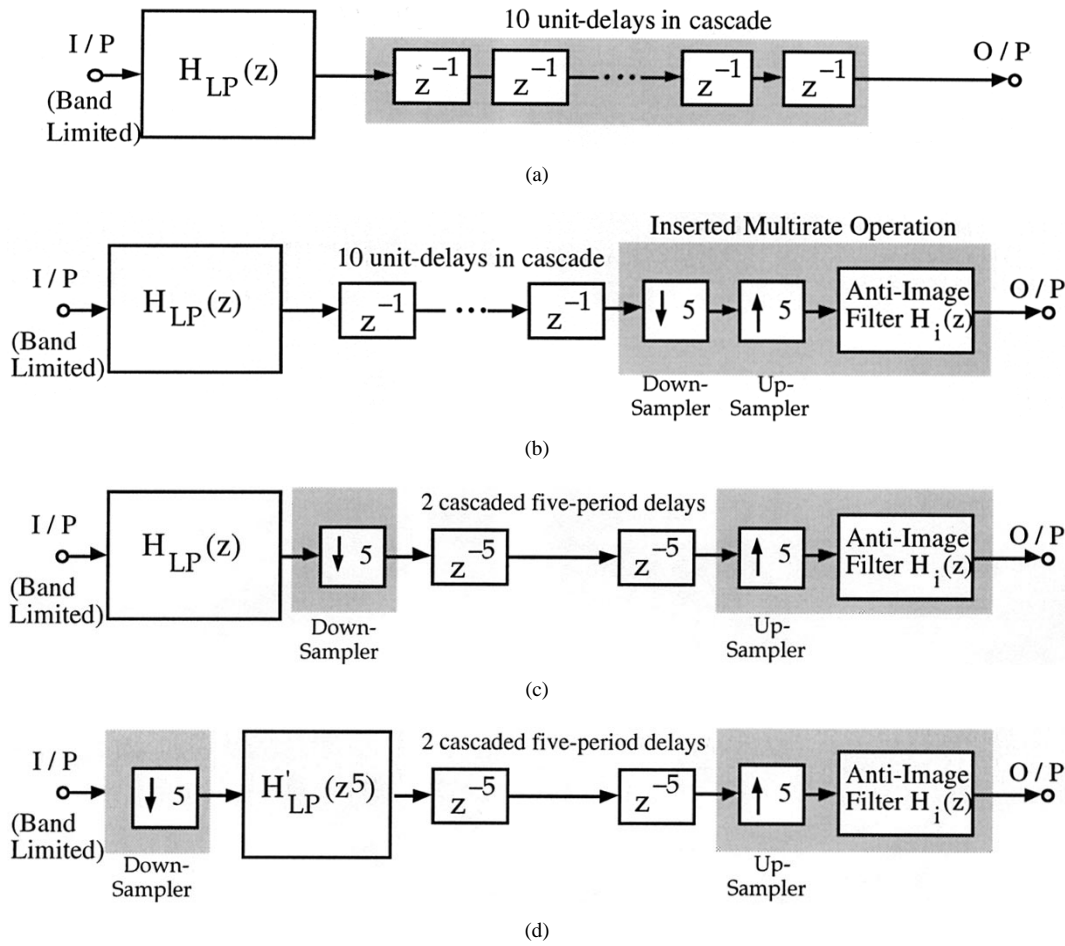 10 unit-delays in cascade
I / P
O / P
H_LP(z)
z^-1 z^-1 ... z^-1 z^-1
(Band
Limited)
(a)
Inserted Multirate Operation
10 unit-delays in cascade
I / P
O / P
H_LP(z)
z^-1 ... z^-1
↓ 5
↑ 5
Anti-Image
Filter H_i(z)
(Band
Limited)
Down-
Sampler
Up-
Sampler
(b)
2 cascaded five-period delays
I / P
O / P
H_LP(z)
↓ 5
z^-5
z^-5
↑ 5
Anti-Image
Filter H_i(z)
(Band
Limited)
Down-
Sampler
Up-
Sampler
(c)
2 cascaded five-period delays
I / P
O / P
↓ 5
H'_LP(z^5)
z^-5
z^-5
↑ 5
Anti-Image
Filter H_i(z)
(Band
Limited)
Down-
Sampler
Up-
Sampler
(d)